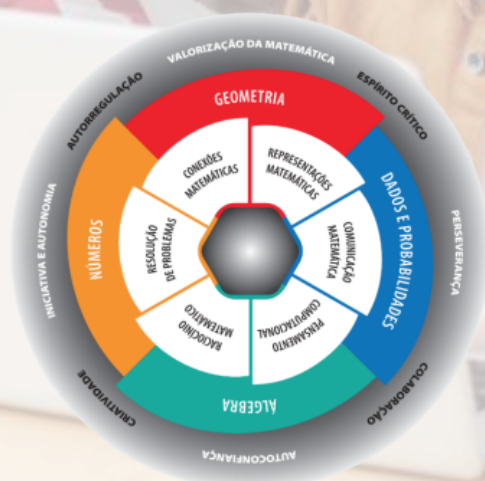 VALORIZAÇÃO DA MATEMÁTICA
ESPÍRITO CRÍTICO
PERSEVERANÇA
COLABORAÇÃO
AUTOCONFIANÇA
CRIATIVIDADE
INICIATIVA E AUTONOMIA
AUTORREGULAÇÃO
GEOMETRIA
DADOS E PROBABILIDADES
ÁLGEBRA
NÚMEROS
CONEXÕES
MATEMÁTICAS
REPRESENTAÇÕES
MATEMÁTICAS
COMUNICAÇÃO
MATEMÁTICA
PENSAMENTO
COMPUTACIONAL
RACIOCÍNIO
MATEMÁTICO
RESOLUÇÃO
DE PROBLEMAS